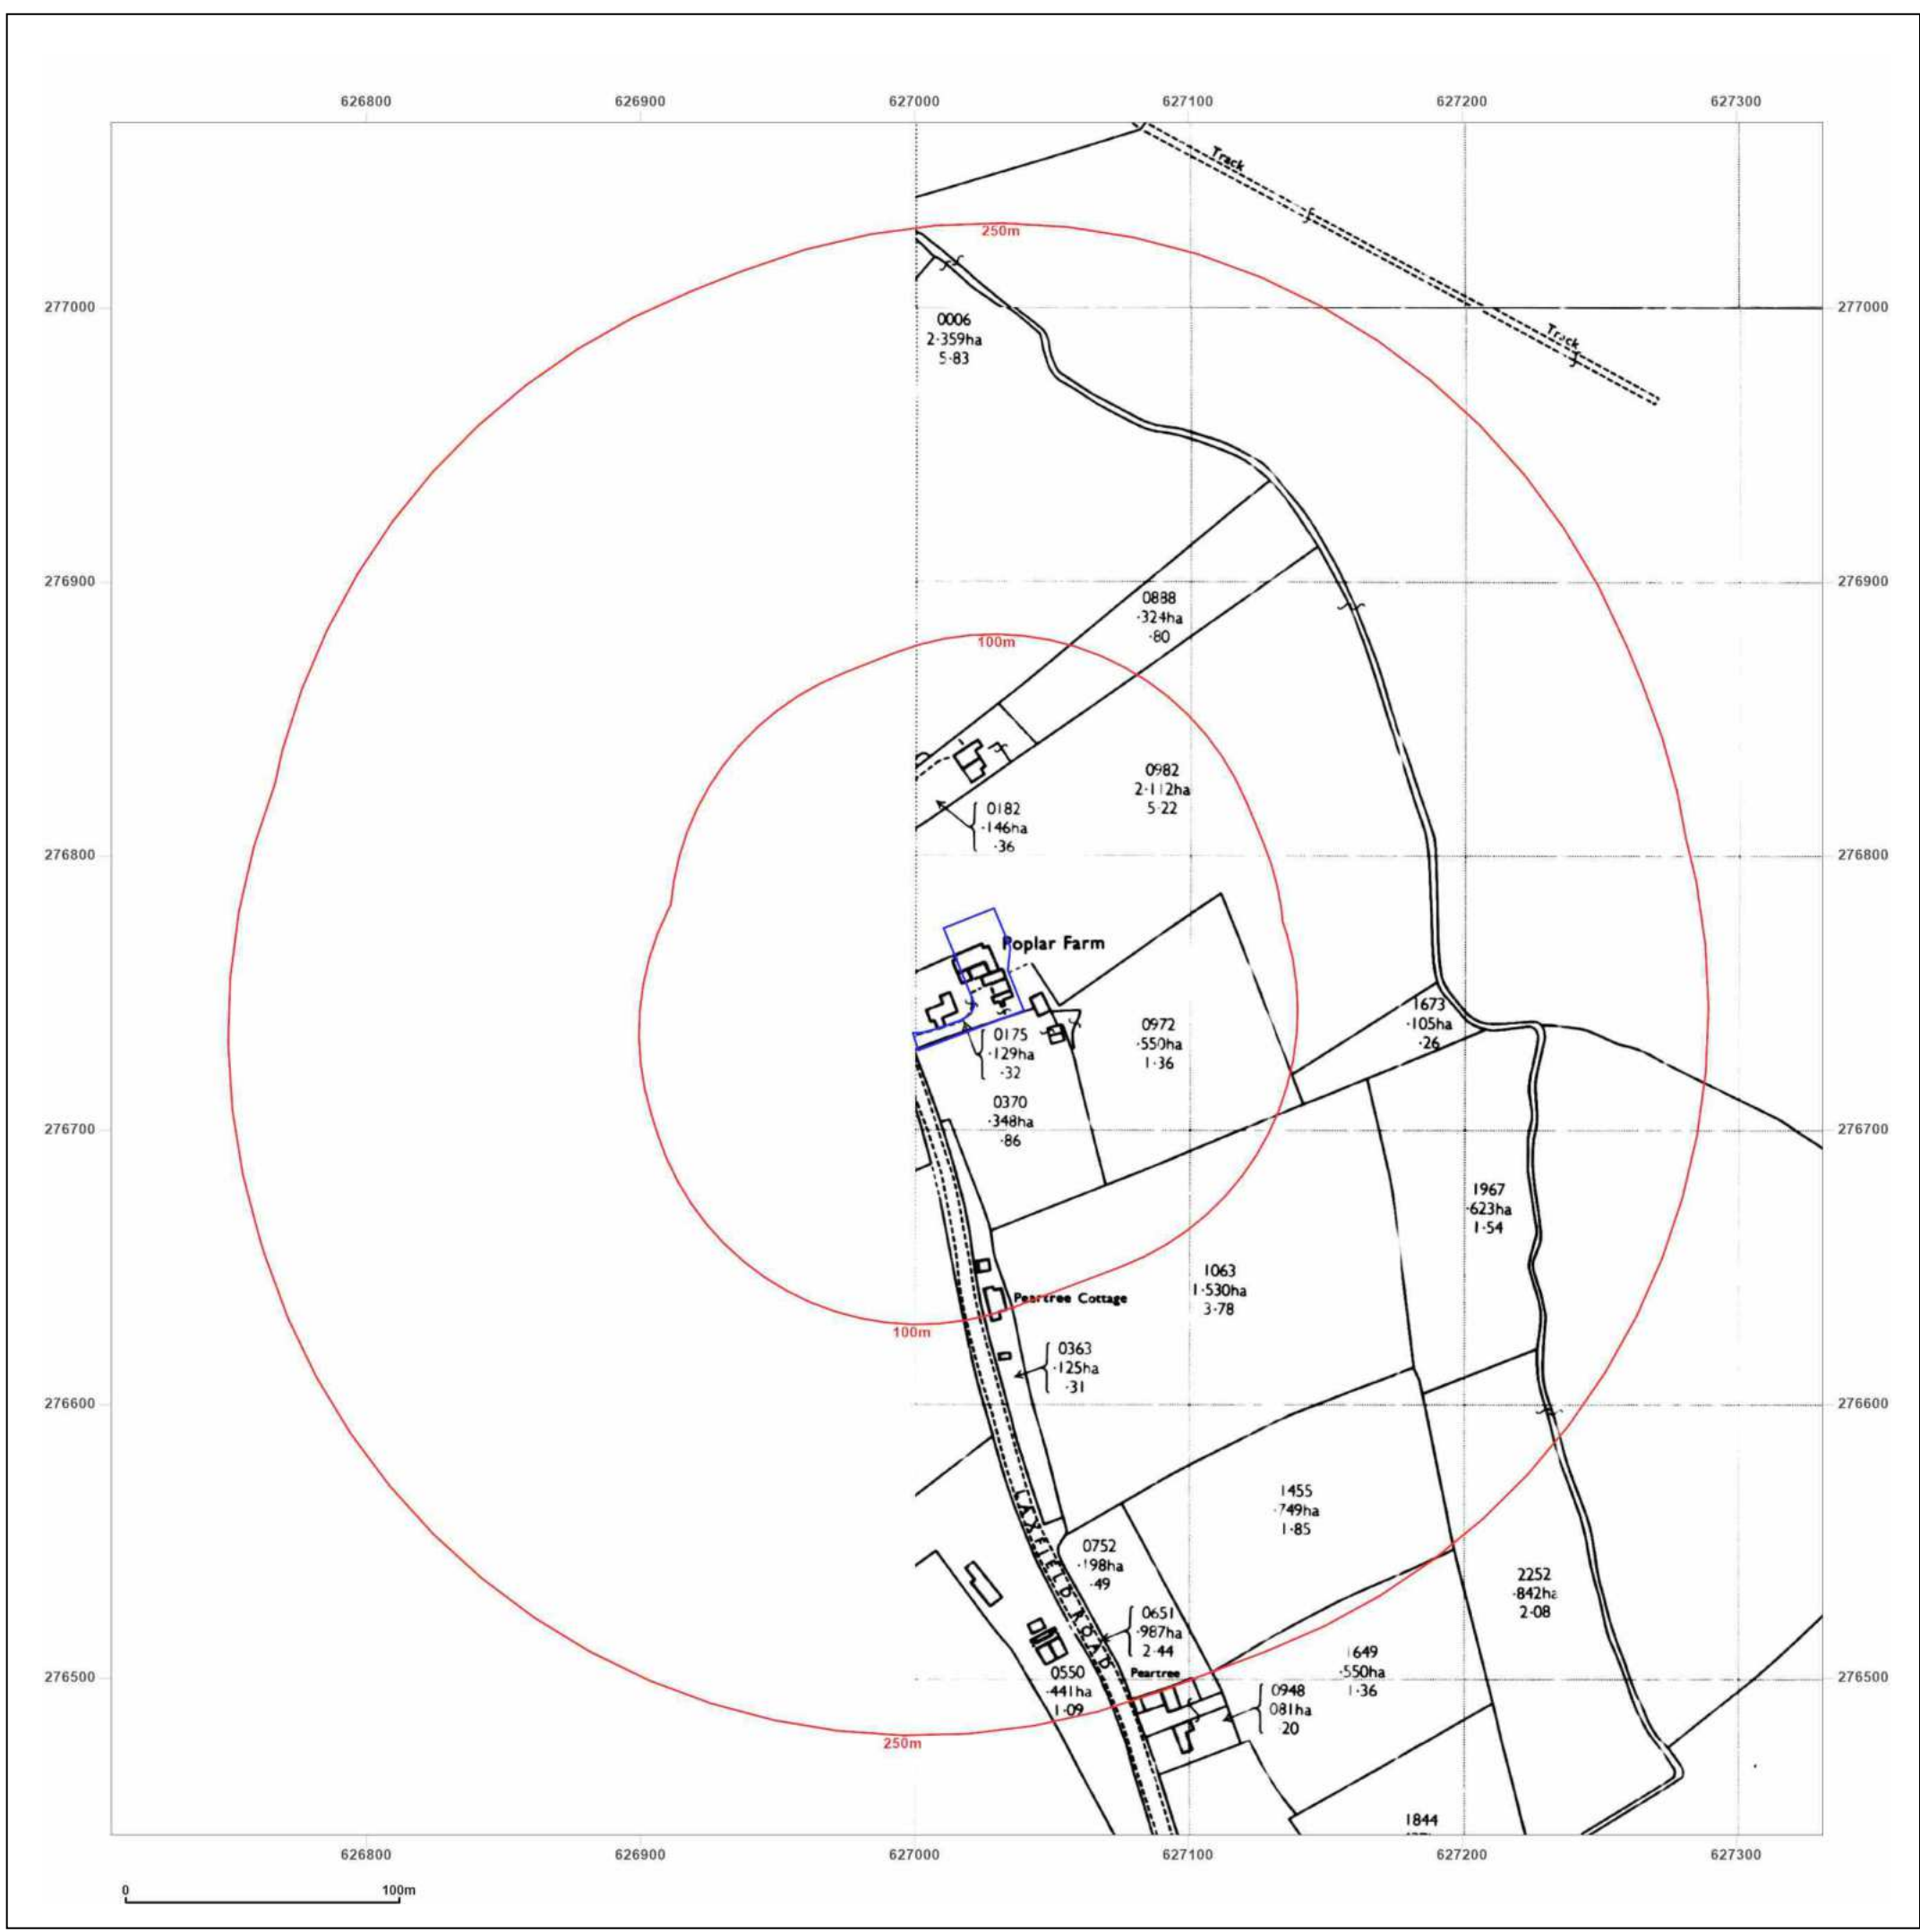 626800 626900 627000 627100 627200 627300
Track
250m
277000
277000
0006
2·359ha
5·83
Track
276900
276900
0888
·324ha
·80
100m
0982
2·112ha
5·22
0182
·146ha
·36
276800
276800
Poplar Farm
1673
·105ha
·26
0972
·550ha
1·36
0175
·129ha
·32
0370
·348ha
·86
276700
276700
1967
·623ha
1·54
1063
1·530ha
3·78
Peartree Cottage
100m
0363
·125ha
·31
276600
276600
1455
·749ha
1·85
LAXFIELD ROAD
0752
·198ha
·49
2252
·842ha
2·08
0651
·987ha
2·44
1649
·550ha
1·36
276500
276500
0550
·441ha
1·09
Peartree
0948
081ha
20
250m
1844
626800 626900 627000 627100 627200 627300
0 100m